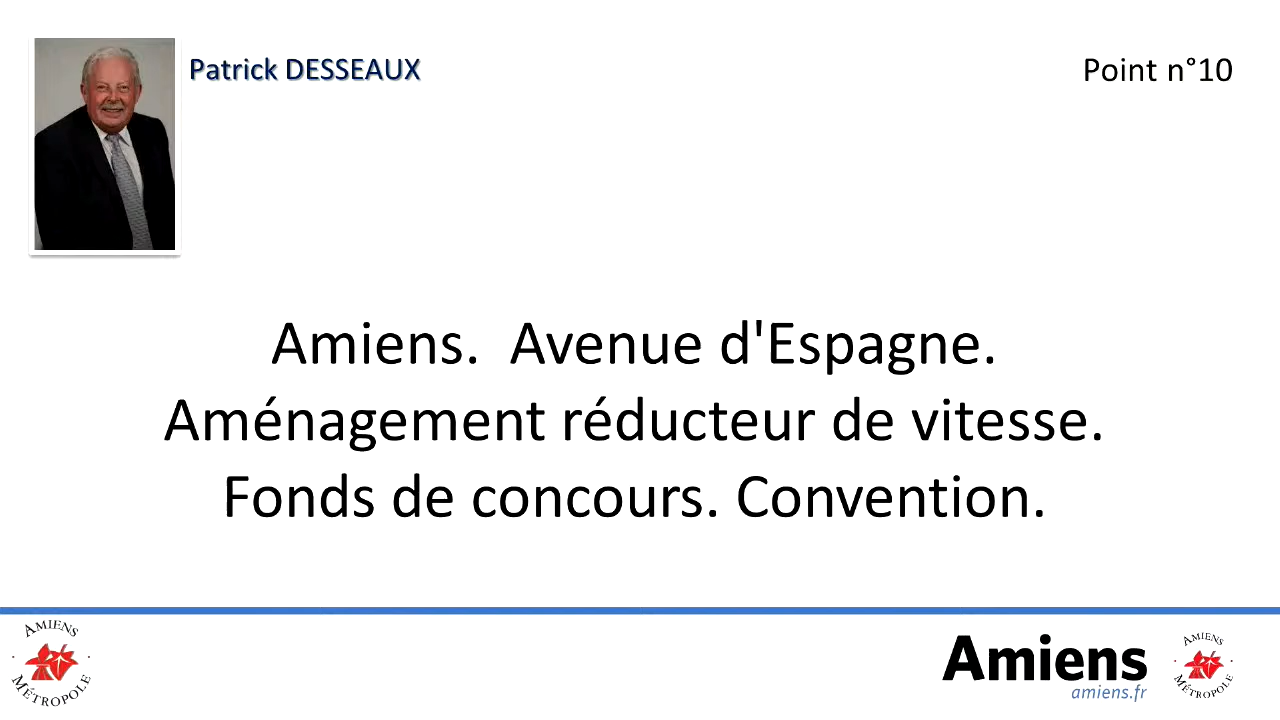 Patrick DESSEAUX
Point n°10
Amiens.  Avenue d'Espagne.
Aménagement réducteur de vitesse.
Fonds de concours. Convention.
AMIENS
MÉTROPOLE
Amiens
amiens.fr
AMIENS
MÉTROPOLE